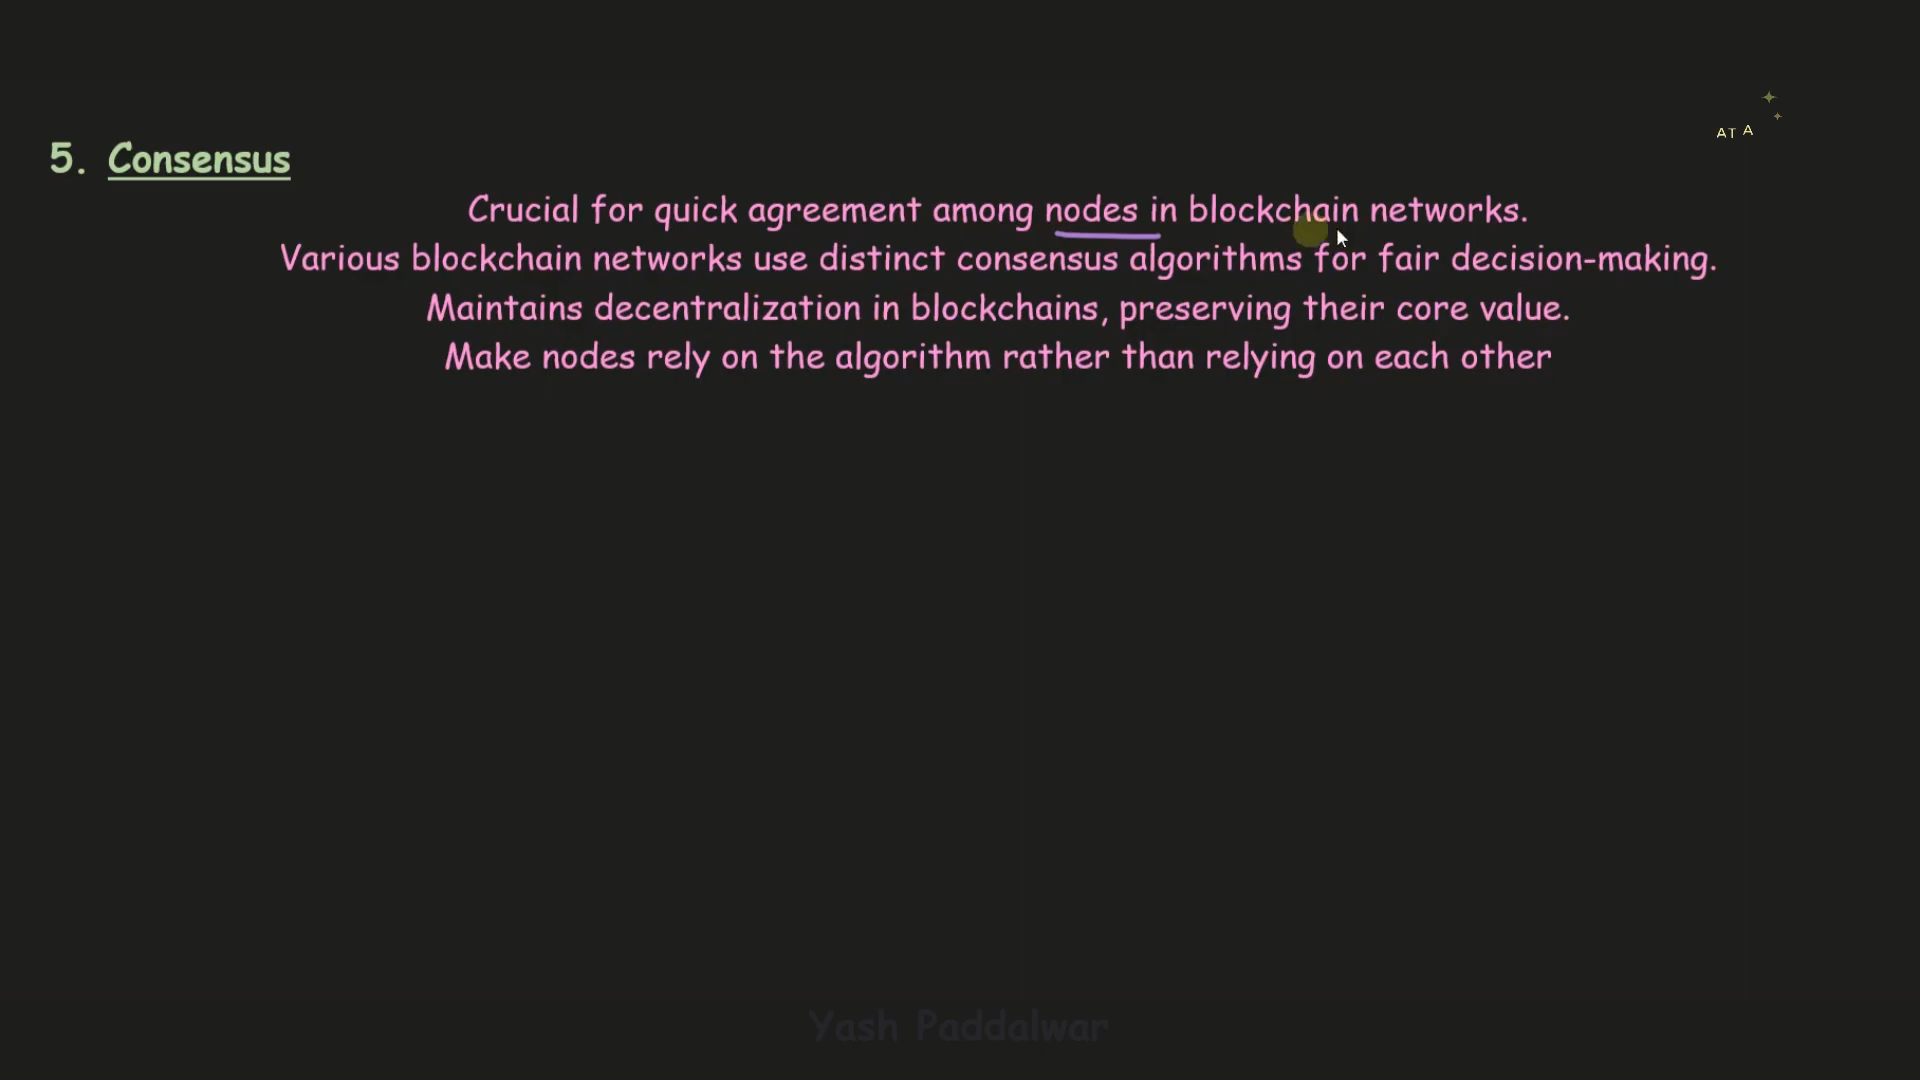 AT A
5. Consensus
Crucial for quick agreement among nodes in blockchain networks.
Various blockchain networks use distinct consensus algorithms for fair decision-making.
Maintains decentralization in blockchains, preserving their core value.
Make nodes rely on the algorithm rather than relying on each other
Yash Paddalwar